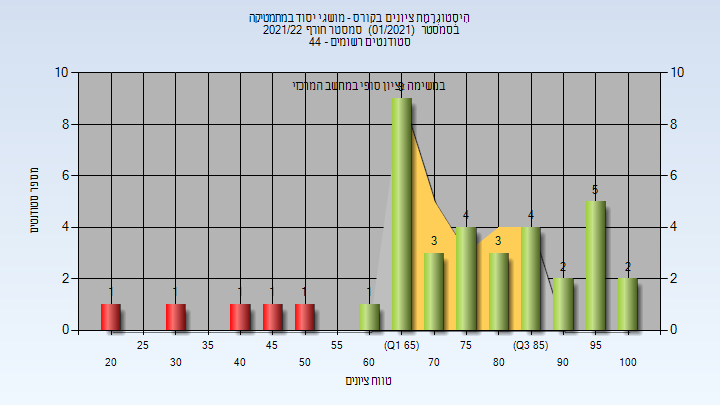 היסטוגרמת ציונים בקורס - מושגי יסוד במתמטיקה
בסמסטר (01/2021) סמסטר חורף 2021/22
סטודנטים רשומים - 44
במשימה ציון סופי במחשב המרכזי
מספר סטודנטים
10 10
8 8
6 6
4 4
2 2
0 0
1 1 1 1 1 1 9 3 4 3 4 2 5 2
25 35 45 (Q1 65) 75 (Q3 85) 95
20 30 40 50 60 70 80 90 100
טווח ציונים